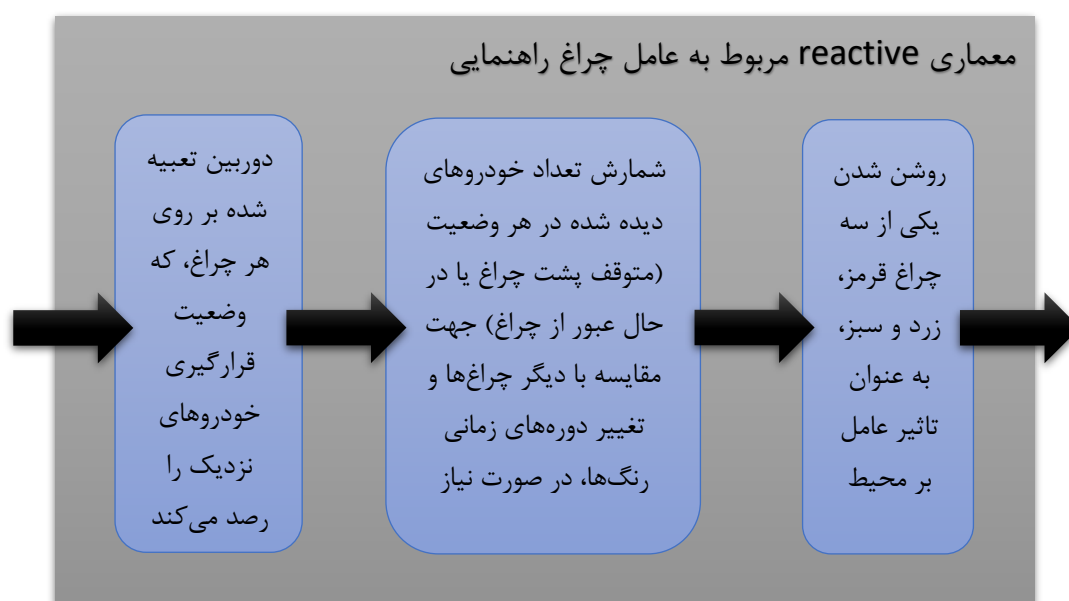 معماری reactive مربوط به عامل چراغ راهنمایی
دوربین تعبیه
شده بر روی
هر چراغ، که
وضعیت
قرارگیری
خودروهای
نزدیک را
رصد می‌کند
شمارش تعداد خودروهای
دیده شده در هر وضعیت
(متوقف پشت چراغ یا در
حال عبور از چراغ) جهت
مقایسه با دیگر چراغ‌ها و
تغییر دوره‌های زمانی
رنگ‌ها، در صورت نیاز
روشن شدن
یکی از سه
چراغ قرمز،
زرد و سبز،
به عنوان
تاثیر عامل
بر محیط